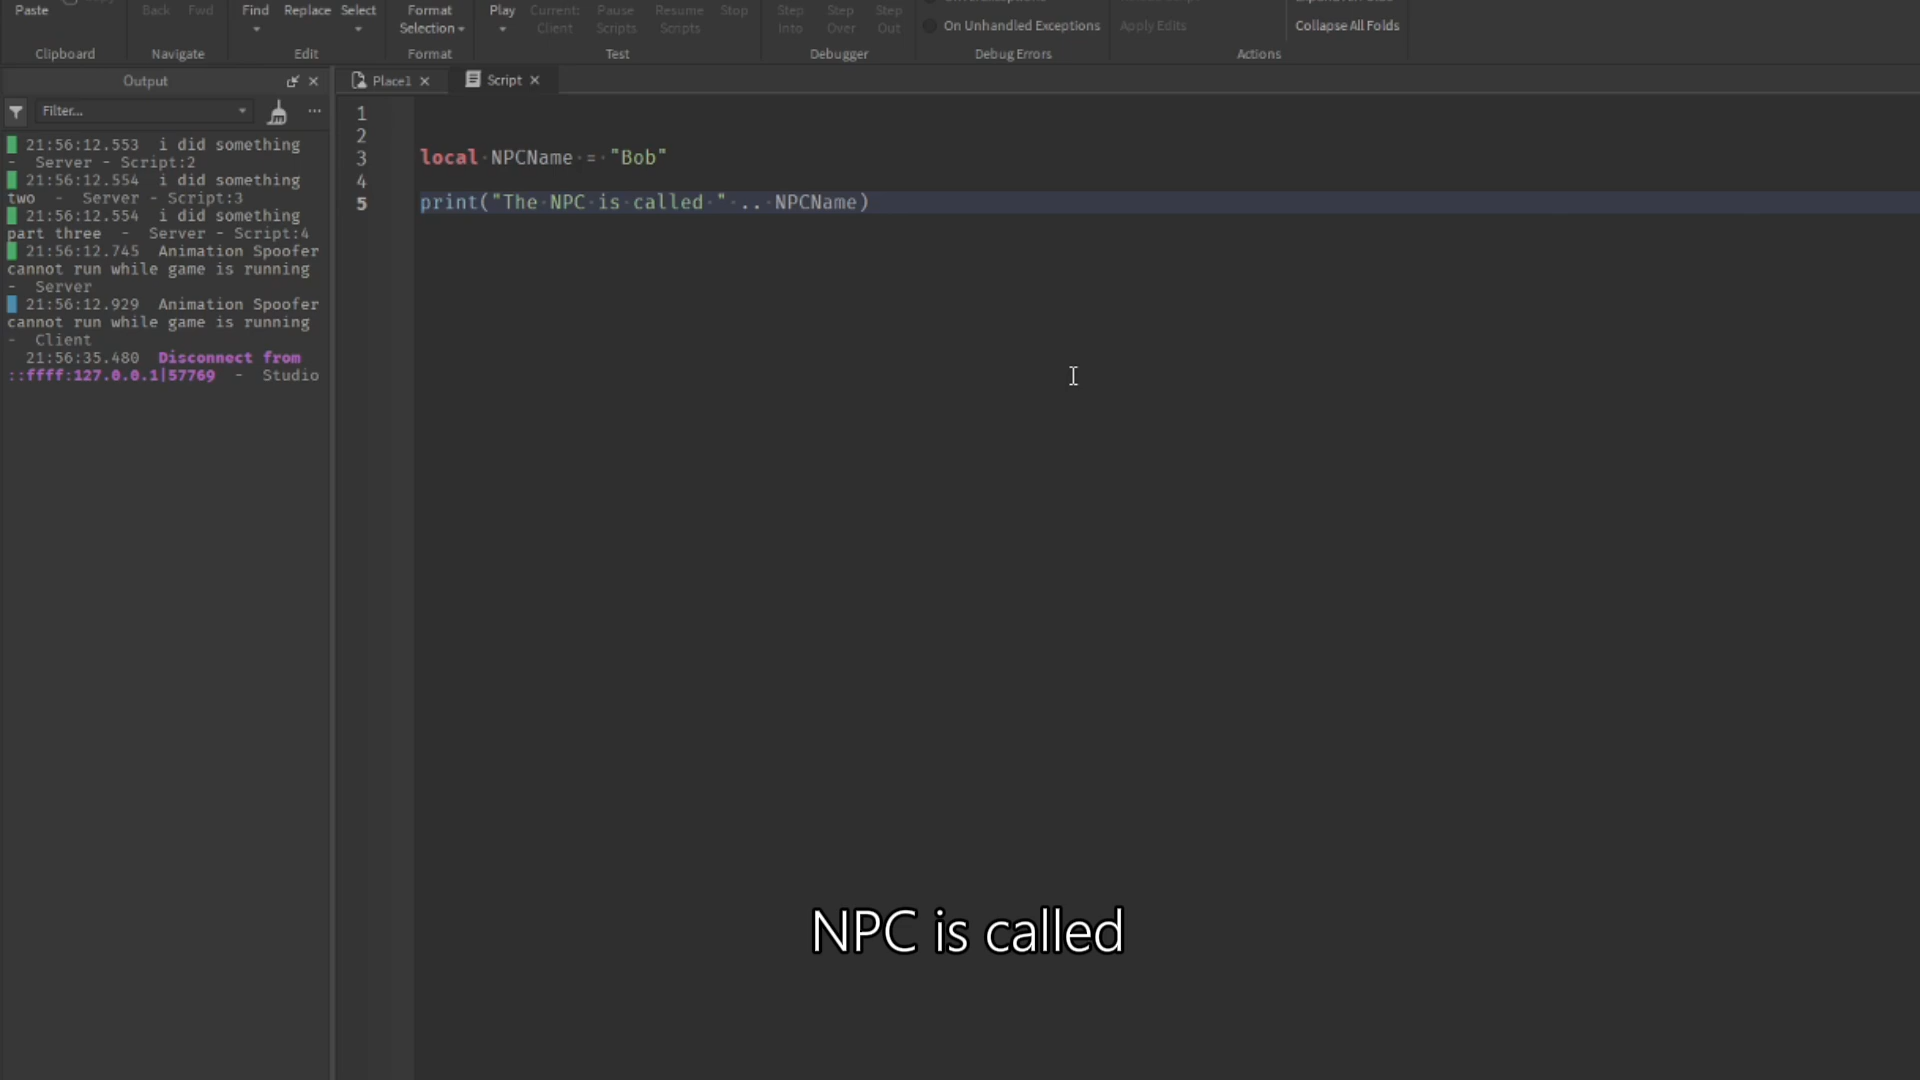 Paste
Back Fwd
Find Replace Select
Format
Selection
Play
Current:
Client
Pause
Scripts
Resume
Scripts
Stop
Step
Into
Step
Over
Step
Out
On Unhandled Exceptions
Apply Edits
Collapse All Folds
Clipboard Navigate Edit Format Test Debugger Debug Errors Actions
Output
Place1
Script
Filter...
21:56:12.553 i did something
- Server - Script:2
21:56:12.554 i did something
two - Server - Script:3
21:56:12.554 i did something
part three - Server - Script:4
21:56:12.745 Animation Spoofer
cannot run while game is running
- Server
21:56:12.929 Animation Spoofer
cannot run while game is running
- Client
21:56:35.480 Disconnect from
::ffff:127.0.0.1|57769 - Studio
1
2
3 local NPCName = "Bob"
4
5 print("The NPC is called " .. NPCName)
NPC is called